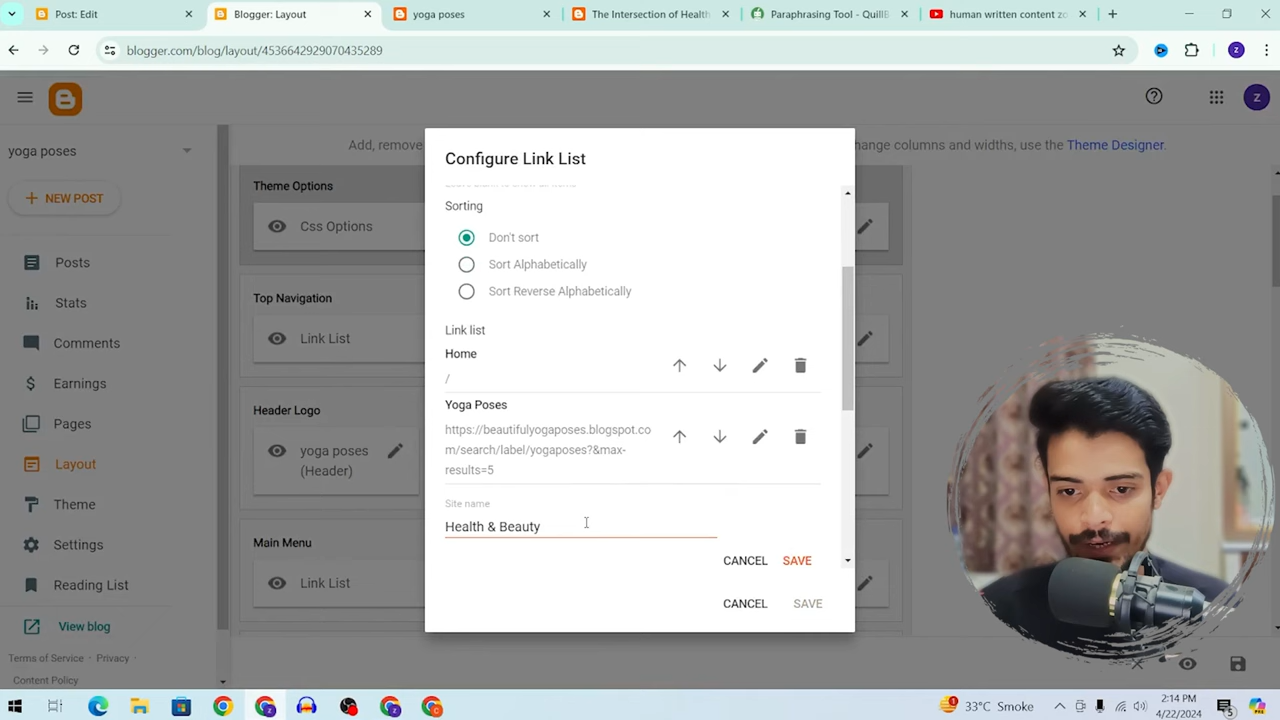 Post: Edit
Blogger: Layout
yoga poses
The Intersection of Health
Paraphrasing Tool - QuillB
human written content zo
blogger.com/blog/layout/4536642929070435289
z
z
yoga poses
Add, remove
change columns and widths, use the Theme Designer.
NEW POST
Posts
Stats
Comments
Earnings
Pages
Layout
Theme
Settings
Reading List
View blog
Terms of Service · Privacy ·
Content Policy
Theme Options
Css Options
Top Navigation
Link List
Header Logo
yoga poses
(Header)
Main Menu
Link List
Configure Link List
Sorting
Don't sort
Sort Alphabetically
Sort Reverse Alphabetically
Link list
Home
/
Yoga Poses
https://beautifulyogaposes.blogspot.co
m/search/label/yogaposes?&max-
results=5
Site name
Health & Beauty
CANCEL SAVE
CANCEL SAVE
33°C Smoke
2:14 PM
4/22/2024